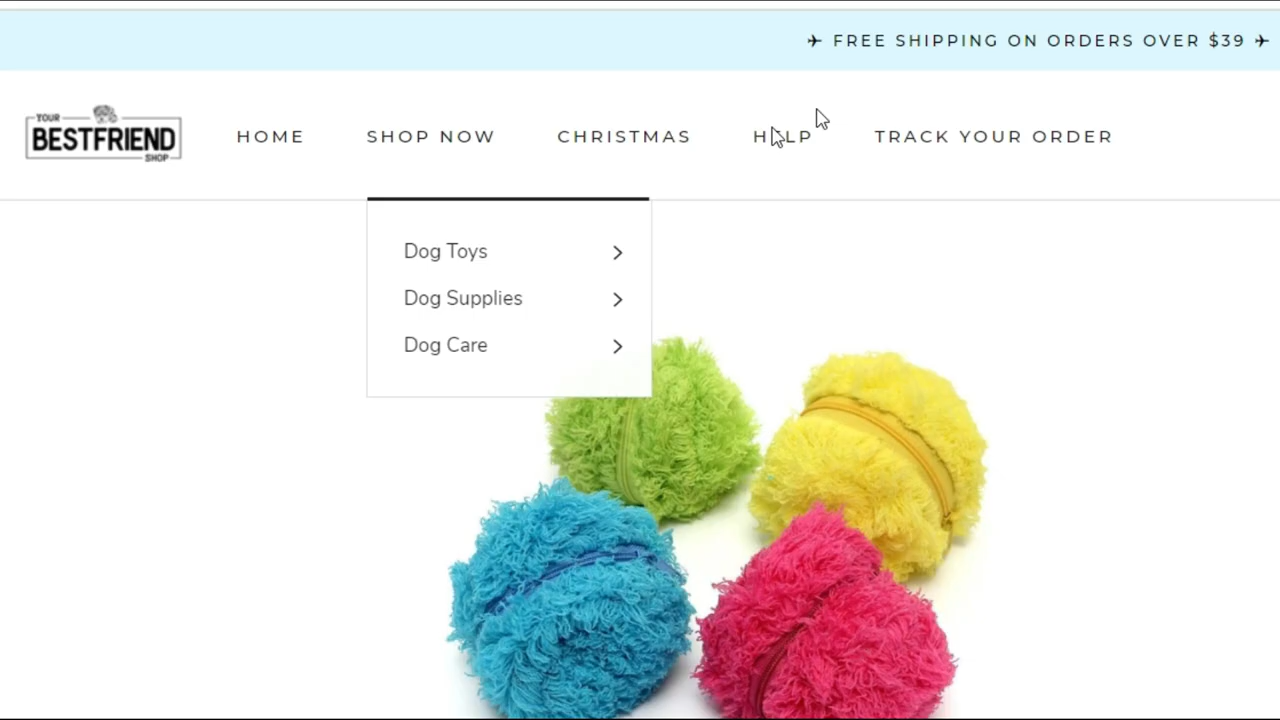 ✈ FREE SHIPPING ON ORDERS OVER $39 ✈
YOUR
BESTFRIEND
SHOP
HOME
SHOP NOW
CHRISTMAS
HELP
TRACK YOUR ORDER
Dog Toys
Dog Supplies
Dog Care